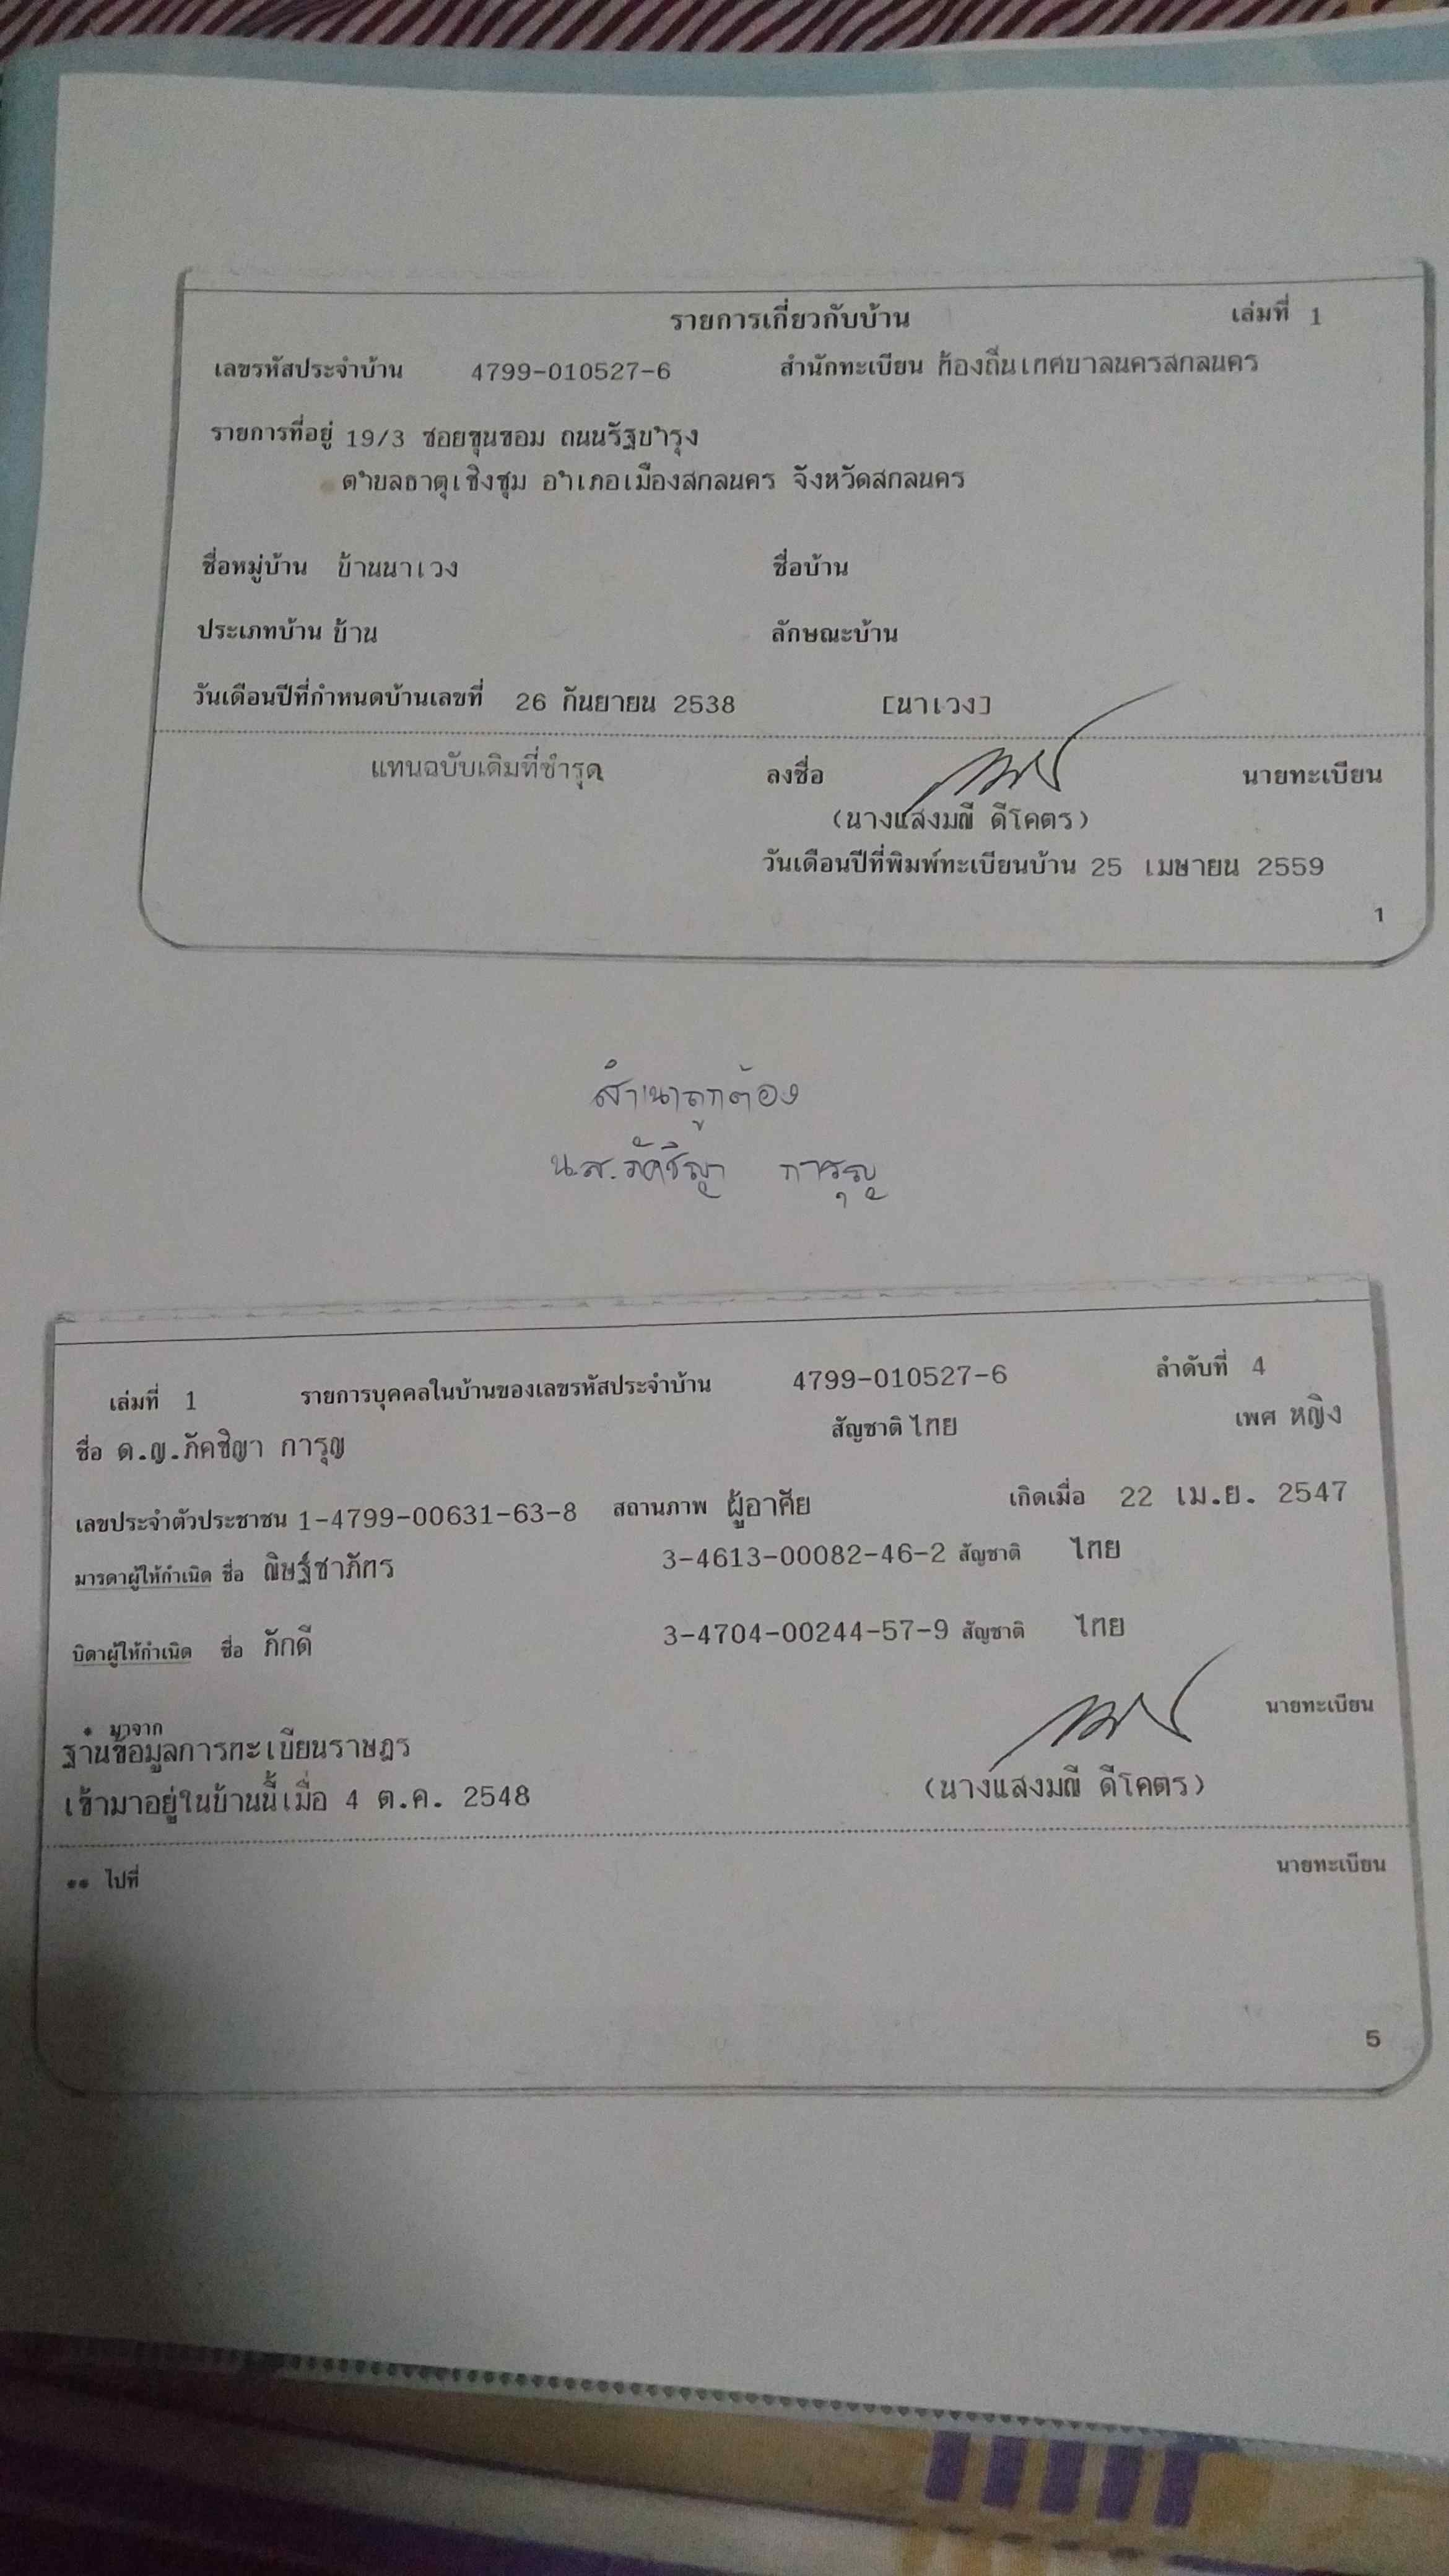 รายการเกี่ยวกับบ้าน เล่มที่ 1
เลขรหัสประจำบ้าน 4799-010527-6 สำนักทะเบียน ท้องถิ่นเทศบาลนครสกลนคร
รายการที่อยู่ 19/3 ซอยขุนขอม ถนนรัฐบำรุง
ตำบลธาตุเชิงชุม อำเภอเมืองสกลนคร จังหวัดสกลนคร
ชื่อหมู่บ้าน บ้านนาเวง ชื่อบ้าน
ประเภทบ้าน บ้าน ลักษณะบ้าน
วันเดือนปีที่กำหนดบ้านเลขที่ 26 กันยายน 2538 [นาเวง]
แทนฉบับเดิมที่ชำรุด ลงชื่อ นายทะเบียน
(นางแสงมณี ดีโคตร)
วันเดือนปีที่พิมพ์ทะเบียนบ้าน 25 เมษายน 2559
1
สำเนาถูกต้อง
น.ส.ภัคชิญา การุญ
เล่มที่ 1 รายการบุคคลในบ้านของเลขรหัสประจำบ้าน 4799-010527-6 ลำดับที่ 4
ชื่อ ด.ญ.ภัคชิญา การุญ สัญชาติ ไทย เพศ หญิง
เลขประจำตัวประชาชน 1-4799-00631-63-8 สถานภาพ ผู้อาศัย เกิดเมื่อ 22 เม.ย. 2547
มารดาผู้ให้กำเนิด ชื่อ ณิษฐ์ชาภัทร 3-4613-00082-46-2 สัญชาติ ไทย
บิดาผู้ให้กำเนิด ชื่อ ภักดี 3-4704-00244-57-9 สัญชาติ ไทย
* มาจาก นายทะเบียน
ฐานข้อมูลการทะเบียนราษฎร
เข้ามาอยู่ในบ้านนี้เมื่อ 4 ต.ค. 2548 (นางแสงมณี ดีโคตร)
** ไปที่ นายทะเบียน
5